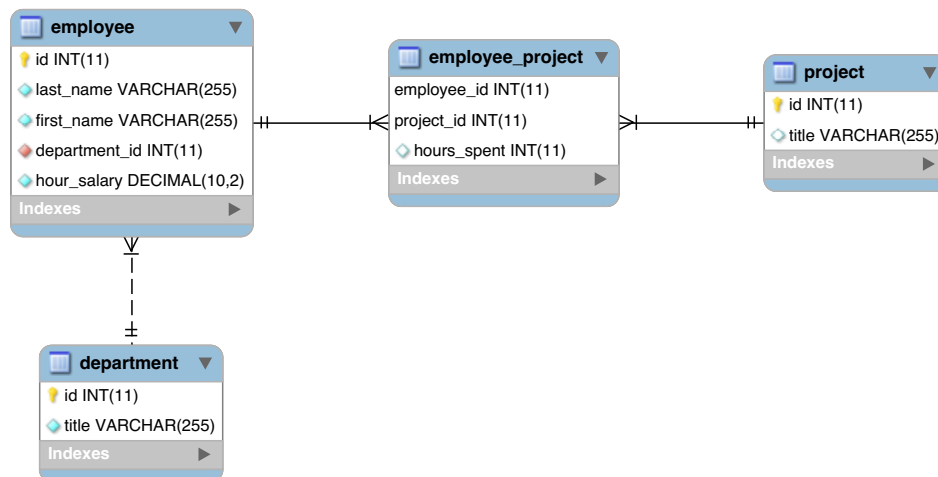 employee
id INT(11)
last_name VARCHAR(255)
first_name VARCHAR(255)
department_id INT(11)
hour_salary DECIMAL(10,2)
Indexes
employee_project
employee_id INT(11)
project_id INT(11)
hours_spent INT(11)
Indexes
project
id INT(11)
title VARCHAR(255)
Indexes
department
id INT(11)
title VARCHAR(255)
Indexes